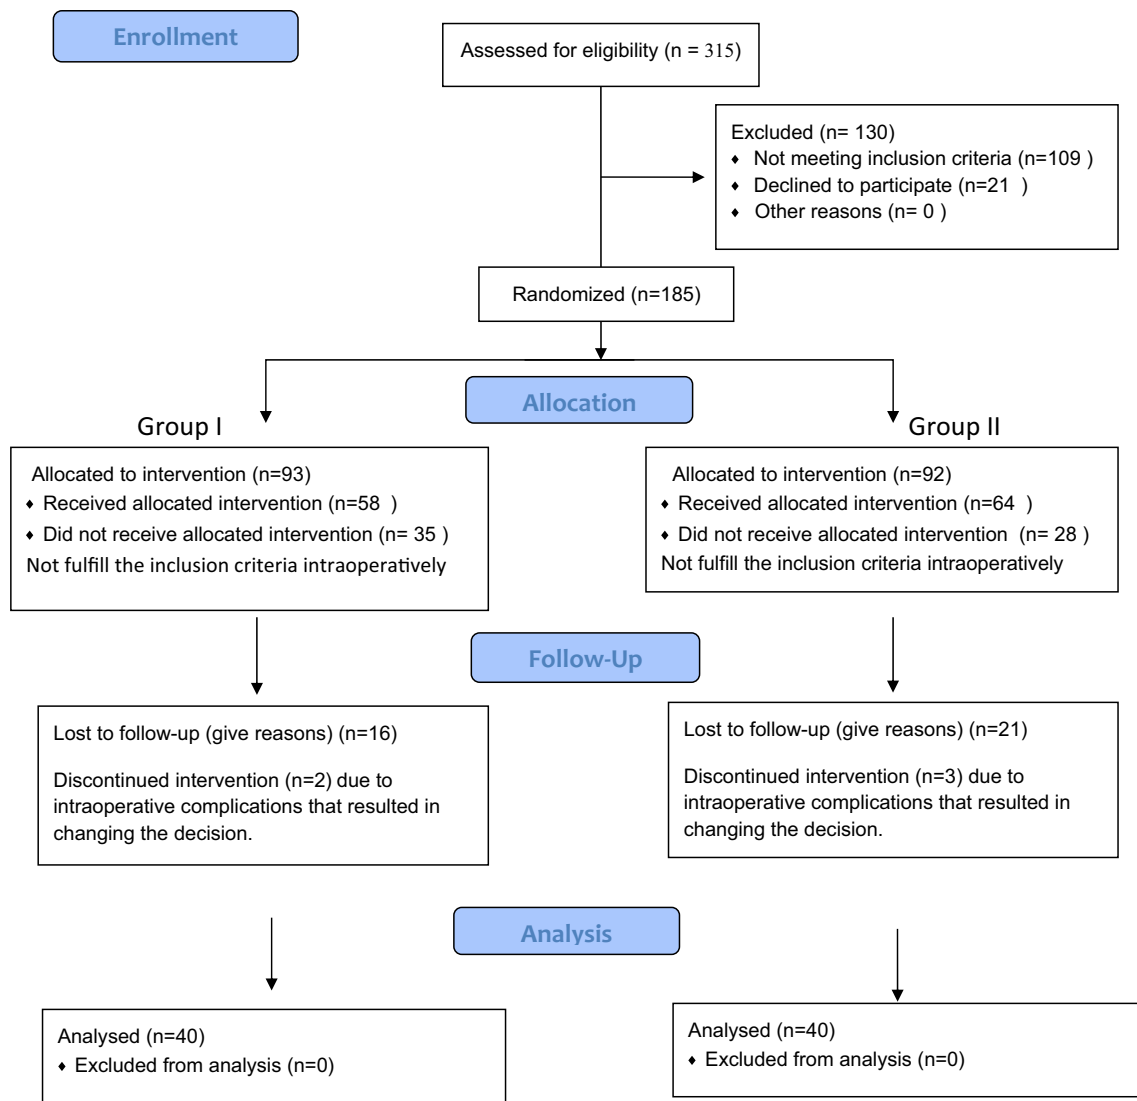 Enrollment
Assessed for eligibility (n = 315)
Excluded (n= 130)
♦ Not meeting inclusion criteria (n=109 )
♦ Declined to participate (n=21 )
♦ Other reasons (n= 0 )
Randomized (n=185)
Allocation
Group I
Allocated to intervention (n=93)
♦ Received allocated intervention (n=58 )
♦ Did not receive allocated intervention (n= 35 )
Not fulfill the inclusion criteria intraoperatively
Group II
Allocated to intervention (n=92)
♦ Received allocated intervention (n=64 )
♦ Did not receive allocated intervention (n= 28 )
Not fulfill the inclusion criteria intraoperatively
Follow-Up
Lost to follow-up (give reasons) (n=16)
Discontinued intervention (n=2) due to
intraoperative complications that resulted in
changing the decision.
Lost to follow-up (give reasons) (n=21)
Discontinued intervention (n=3) due to
intraoperative complications that resulted in
changing the decision.
Analysis
Analysed (n=40)
♦ Excluded from analysis (n=0)
Analysed (n=40)
♦ Excluded from analysis (n=0)